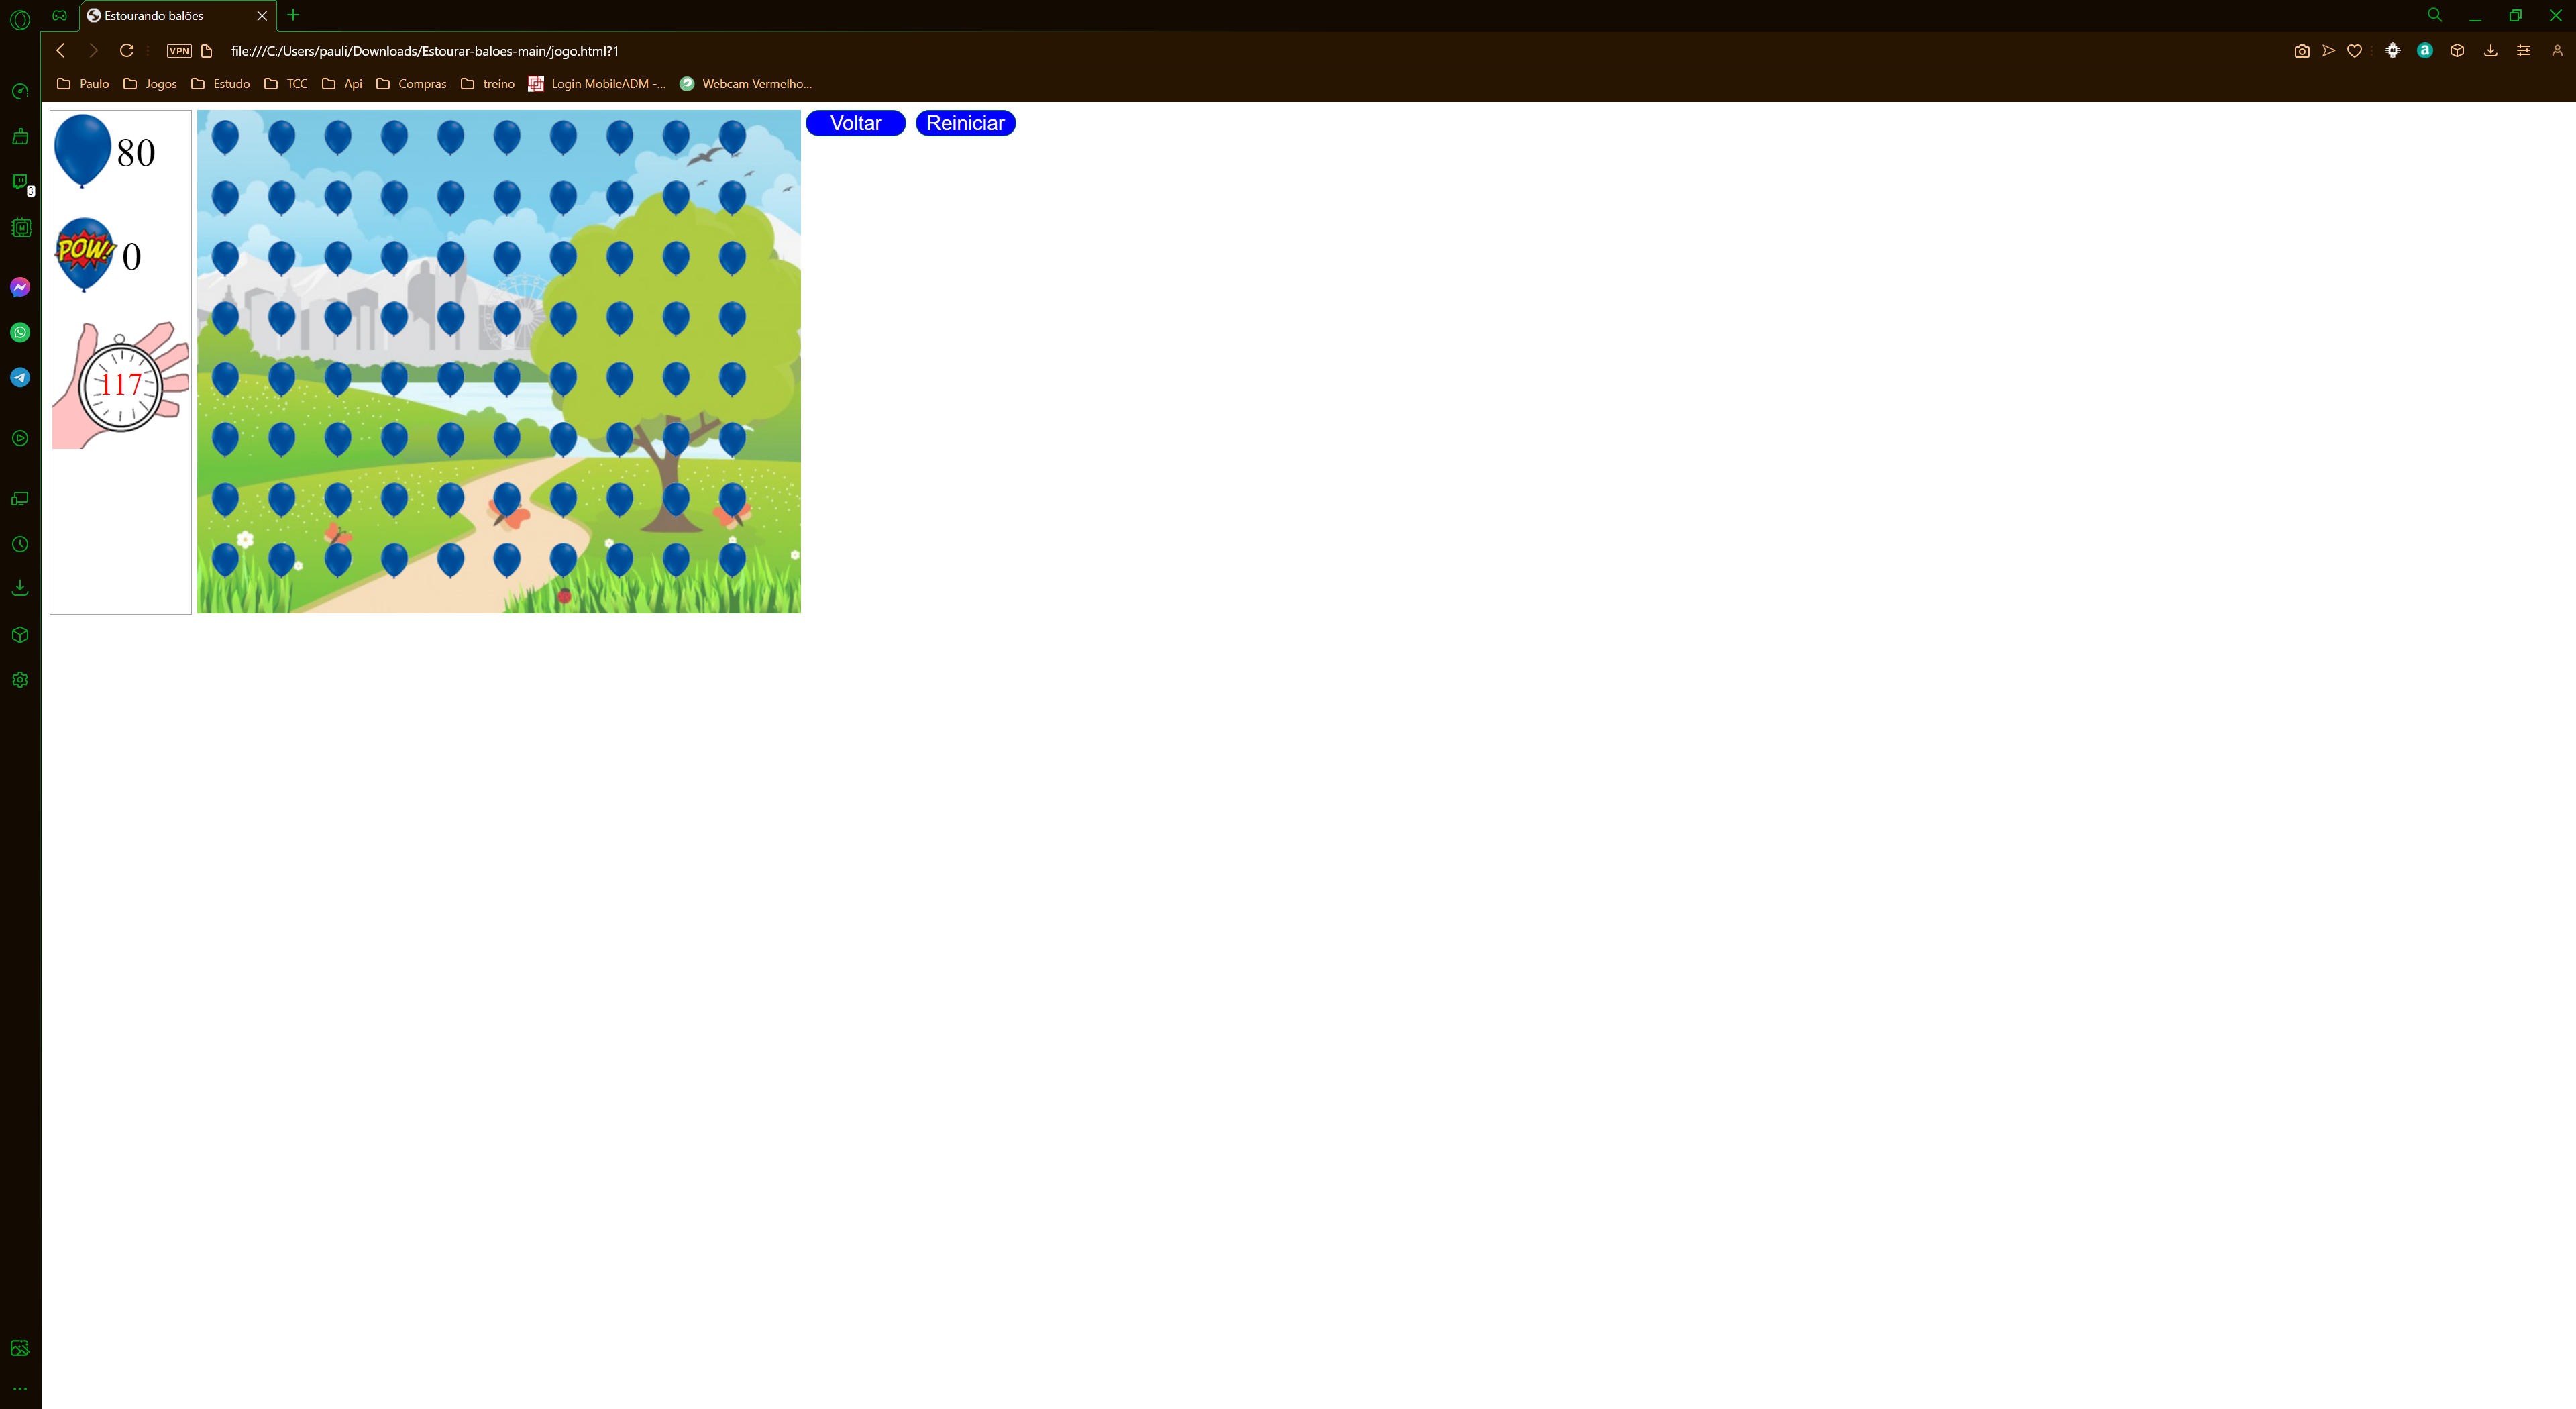 Estourando balões
VPN
file:///C:/Users/pauli/Downloads/Estourar-baloes-main/jogo.html?1
Paulo Jogos Estudo TCC Api Compras treino Login MobileADM -... Webcam Vermelho...
3
M
a
80
Voltar Reiniciar
POW! 0
117